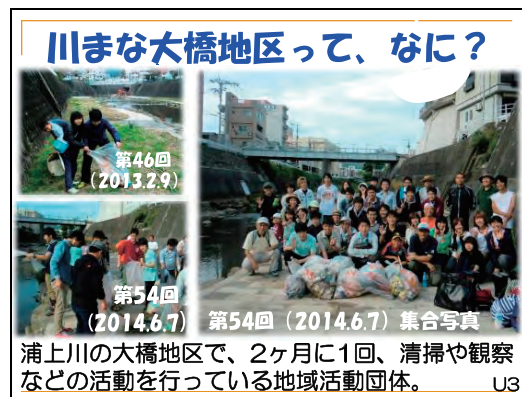 川まな大橋地区って、なに？
第46回
（2013.2.9）
第54回
（2014.6.7）
第54回（2014.6.7）集合写真
浦上川の大橋地区で、2ヶ月に1回、清掃や観察
などの活動を行っている地域活動団体。
U3